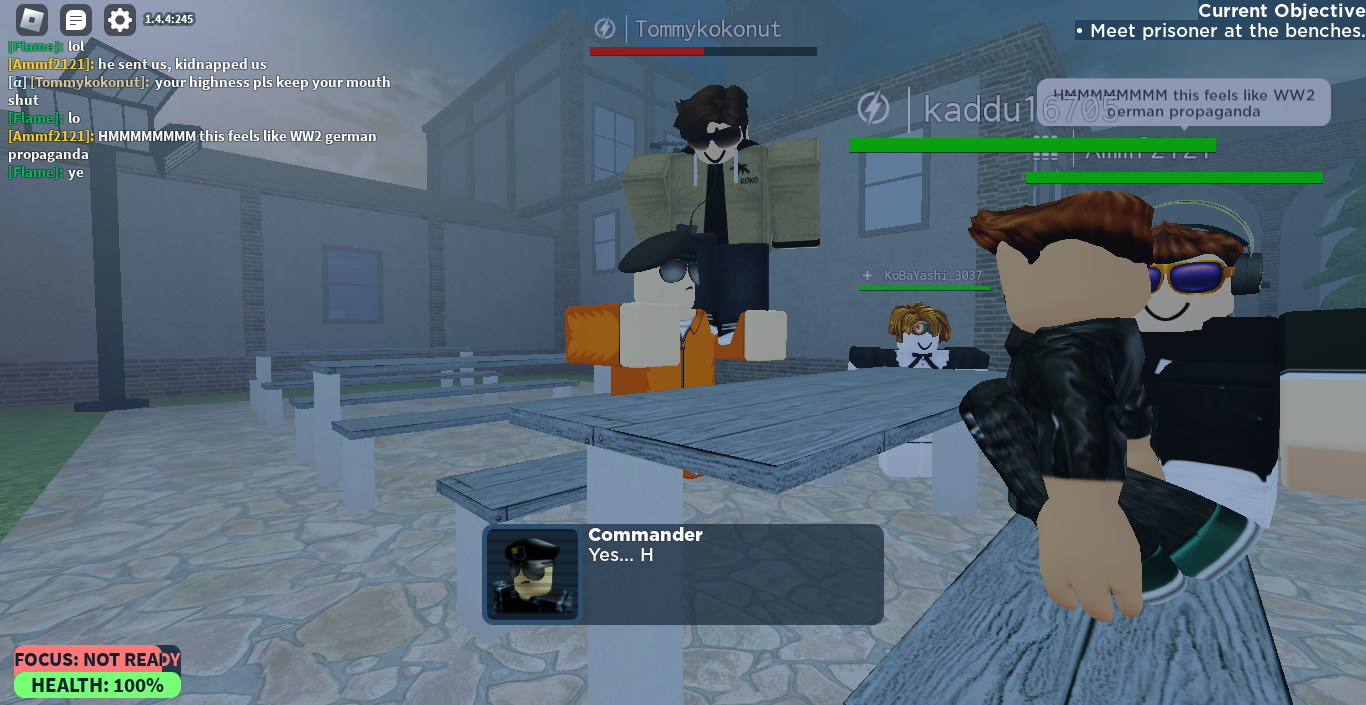 1.4.4:245
[Flame]: lol
[Ammf2121]: he sent us, kidnapped us
[α] [Tommykokonut]: your highness pls keep your mouth
shut
[Flame]: lo
[Ammf2121]: HMMMMMMMM this feels like WW2 german
propaganda
[Flame]: ye
Tommykokonut
Current Objective
• Meet prisoner at the benches.
HMMMMMMMM this feels like WW2
german propaganda
kaddu16705
Ammf2121
KOKO
KoBaYashi_3037
Commander
Yes... H
FOCUS: NOT READY
HEALTH: 100%